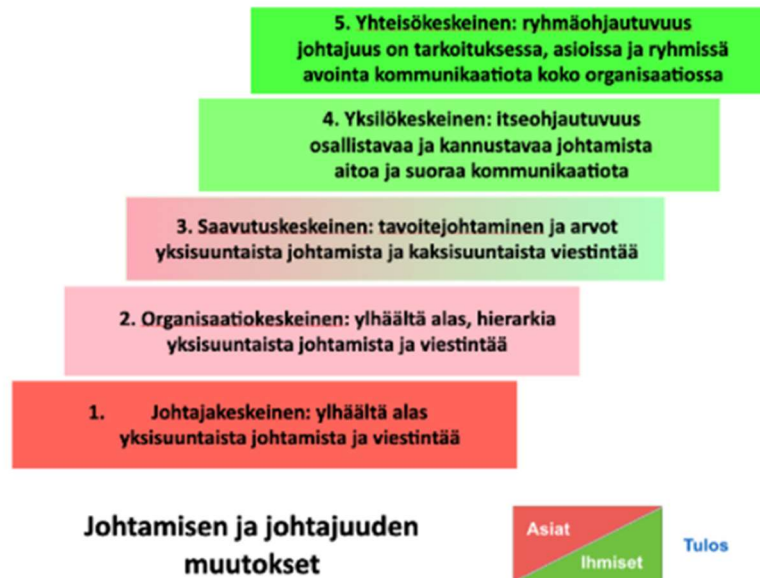 5. Yhteisökeskeinen: ryhmäohjautuvuus
johtajuus on tarkoituksessa, asioissa ja ryhmissä
avointa kommunikaatiota koko organisaatiossa
4. Yksilökeskeinen: itseohjautuvuus
osallistavaa ja kannustavaa johtamista
aitoa ja suoraa kommunikaatiota
3. Saavutuskeskeinen: tavoitejohtaminen ja arvot
yksisuuntaista johtamista ja kaksisuuntaista viestintää
2. Organisaatiokeskeinen: ylhäältä alas, hierarkia
yksisuuntaista johtamista ja viestintää
1. Johtajakeskeinen: ylhäältä alas
yksisuuntaista johtamista ja viestintää
Johtamisen ja johtajuuden
muutokset
Asiat
Ihmiset
Tulos